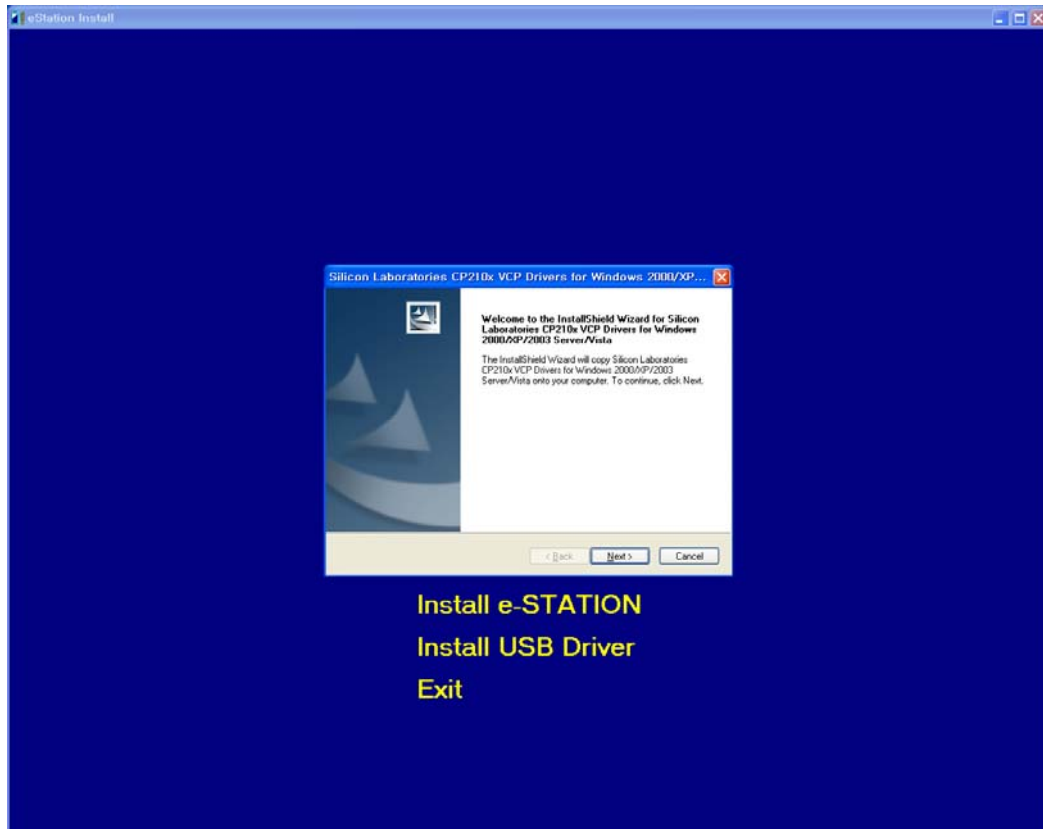 eStation Install
Silicon Laboratories CP210x VCP Drivers for Windows 2000/XP...
Welcome to the InstallShield Wizard for Silicon
Laboratories CP210x VCP Drivers for Windows
2000/XP/2003 Server/Vista
The InstallShield Wizard will copy Silicon Laboratories
CP210x VCP Drivers for Windows 2000/XP/2003
Server/Vista onto your computer. To continue, click Next.
< Back Next > Cancel
Install e-STATION
Install USB Driver
Exit